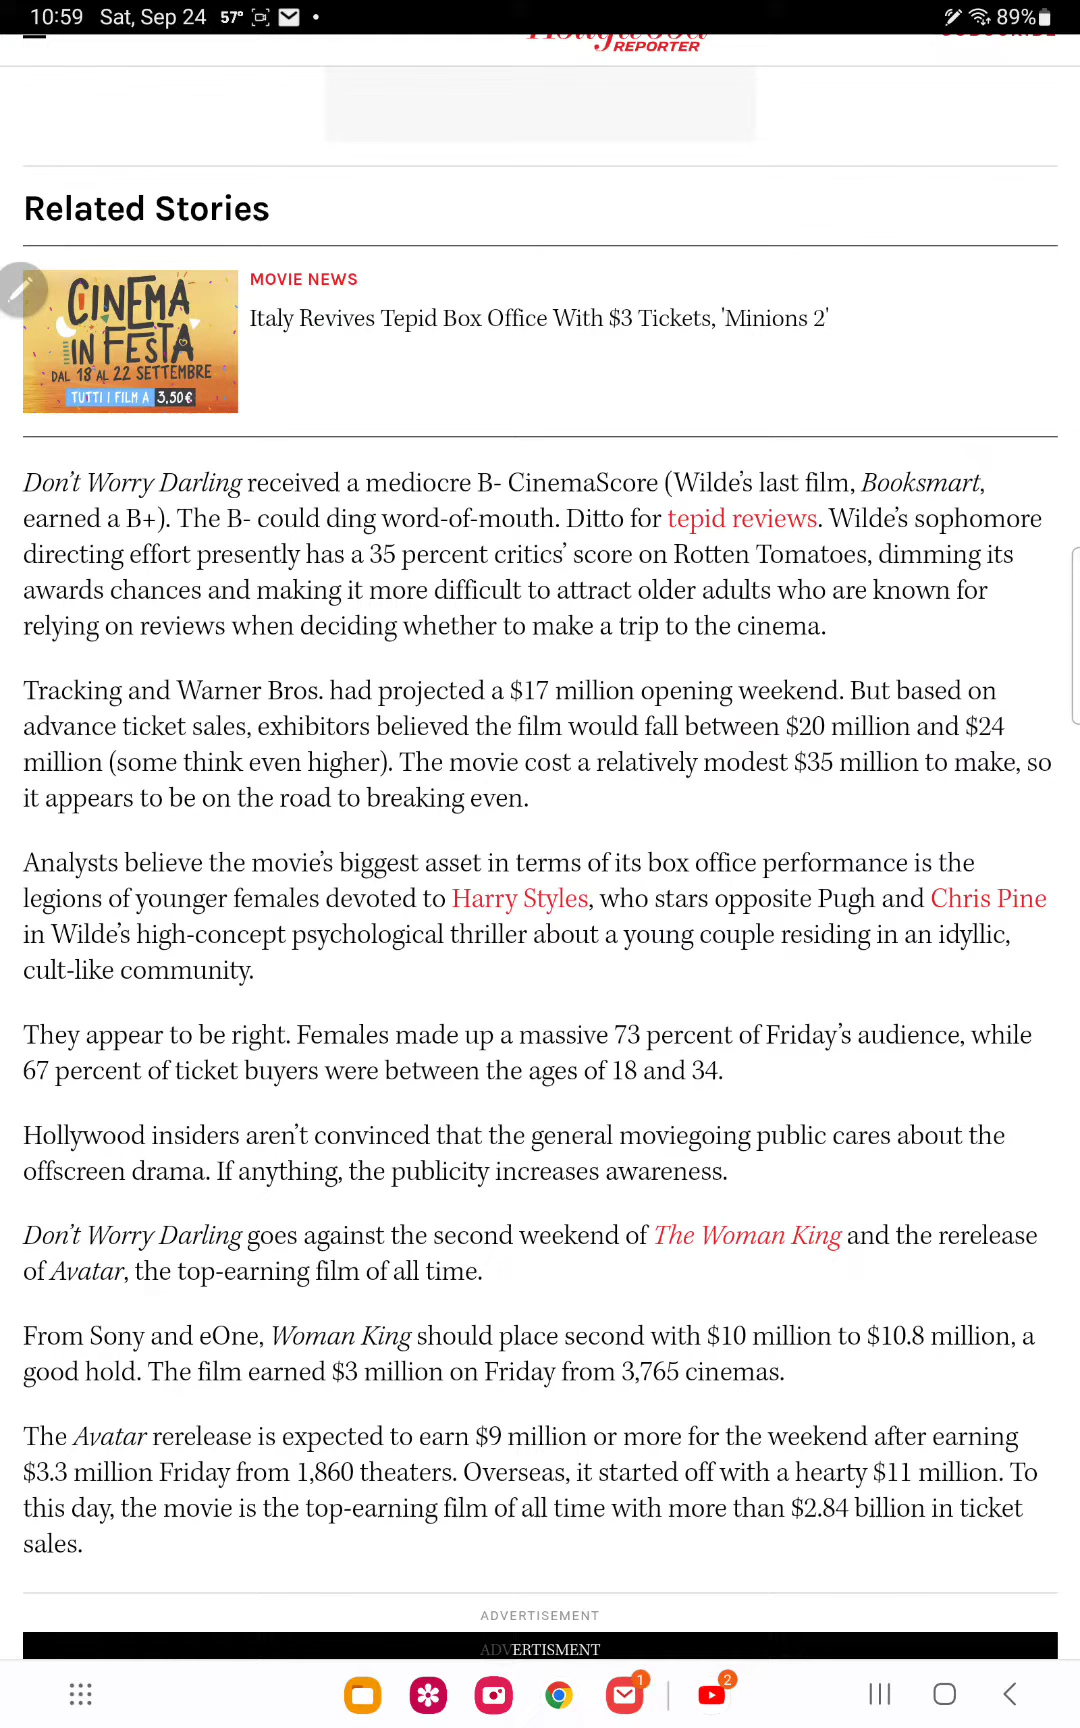 10:59 Sat, Sep 24 57° 89%
REPORTER
Related Stories
CINEMA
IN FESTA
DAL 18 AL 22 SETTEMBRE
TUTTI I FILM A 3,50€
MOVIE NEWS
Italy Revives Tepid Box Office With $3 Tickets, 'Minions 2'
Don’t Worry Darling received a mediocre B- CinemaScore (Wilde’s last film, Booksmart,
earned a B+). The B- could ding word-of-mouth. Ditto for tepid reviews. Wilde’s sophomore
directing effort presently has a 35 percent critics’ score on Rotten Tomatoes, dimming its
awards chances and making it more difficult to attract older adults who are known for
relying on reviews when deciding whether to make a trip to the cinema.
Tracking and Warner Bros. had projected a $17 million opening weekend. But based on
advance ticket sales, exhibitors believed the film would fall between $20 million and $24
million (some think even higher). The movie cost a relatively modest $35 million to make, so
it appears to be on the road to breaking even.
Analysts believe the movie’s biggest asset in terms of its box office performance is the
legions of younger females devoted to Harry Styles, who stars opposite Pugh and Chris Pine
in Wilde’s high-concept psychological thriller about a young couple residing in an idyllic,
cult-like community.
They appear to be right. Females made up a massive 73 percent of Friday’s audience, while
67 percent of ticket buyers were between the ages of 18 and 34.
Hollywood insiders aren’t convinced that the general moviegoing public cares about the
offscreen drama. If anything, the publicity increases awareness.
Don’t Worry Darling goes against the second weekend of The Woman King and the rerelease
of Avatar, the top-earning film of all time.
From Sony and eOne, Woman King should place second with $10 million to $10.8 million, a
good hold. The film earned $3 million on Friday from 3,765 cinemas.
The Avatar rerelease is expected to earn $9 million or more for the weekend after earning
$3.3 million Friday from 1,860 theaters. Overseas, it started off with a hearty $11 million. To
this day, the movie is the top-earning film of all time with more than $2.84 billion in ticket
sales.
ADVERTISEMENT
ADVERTISMENT
1
2